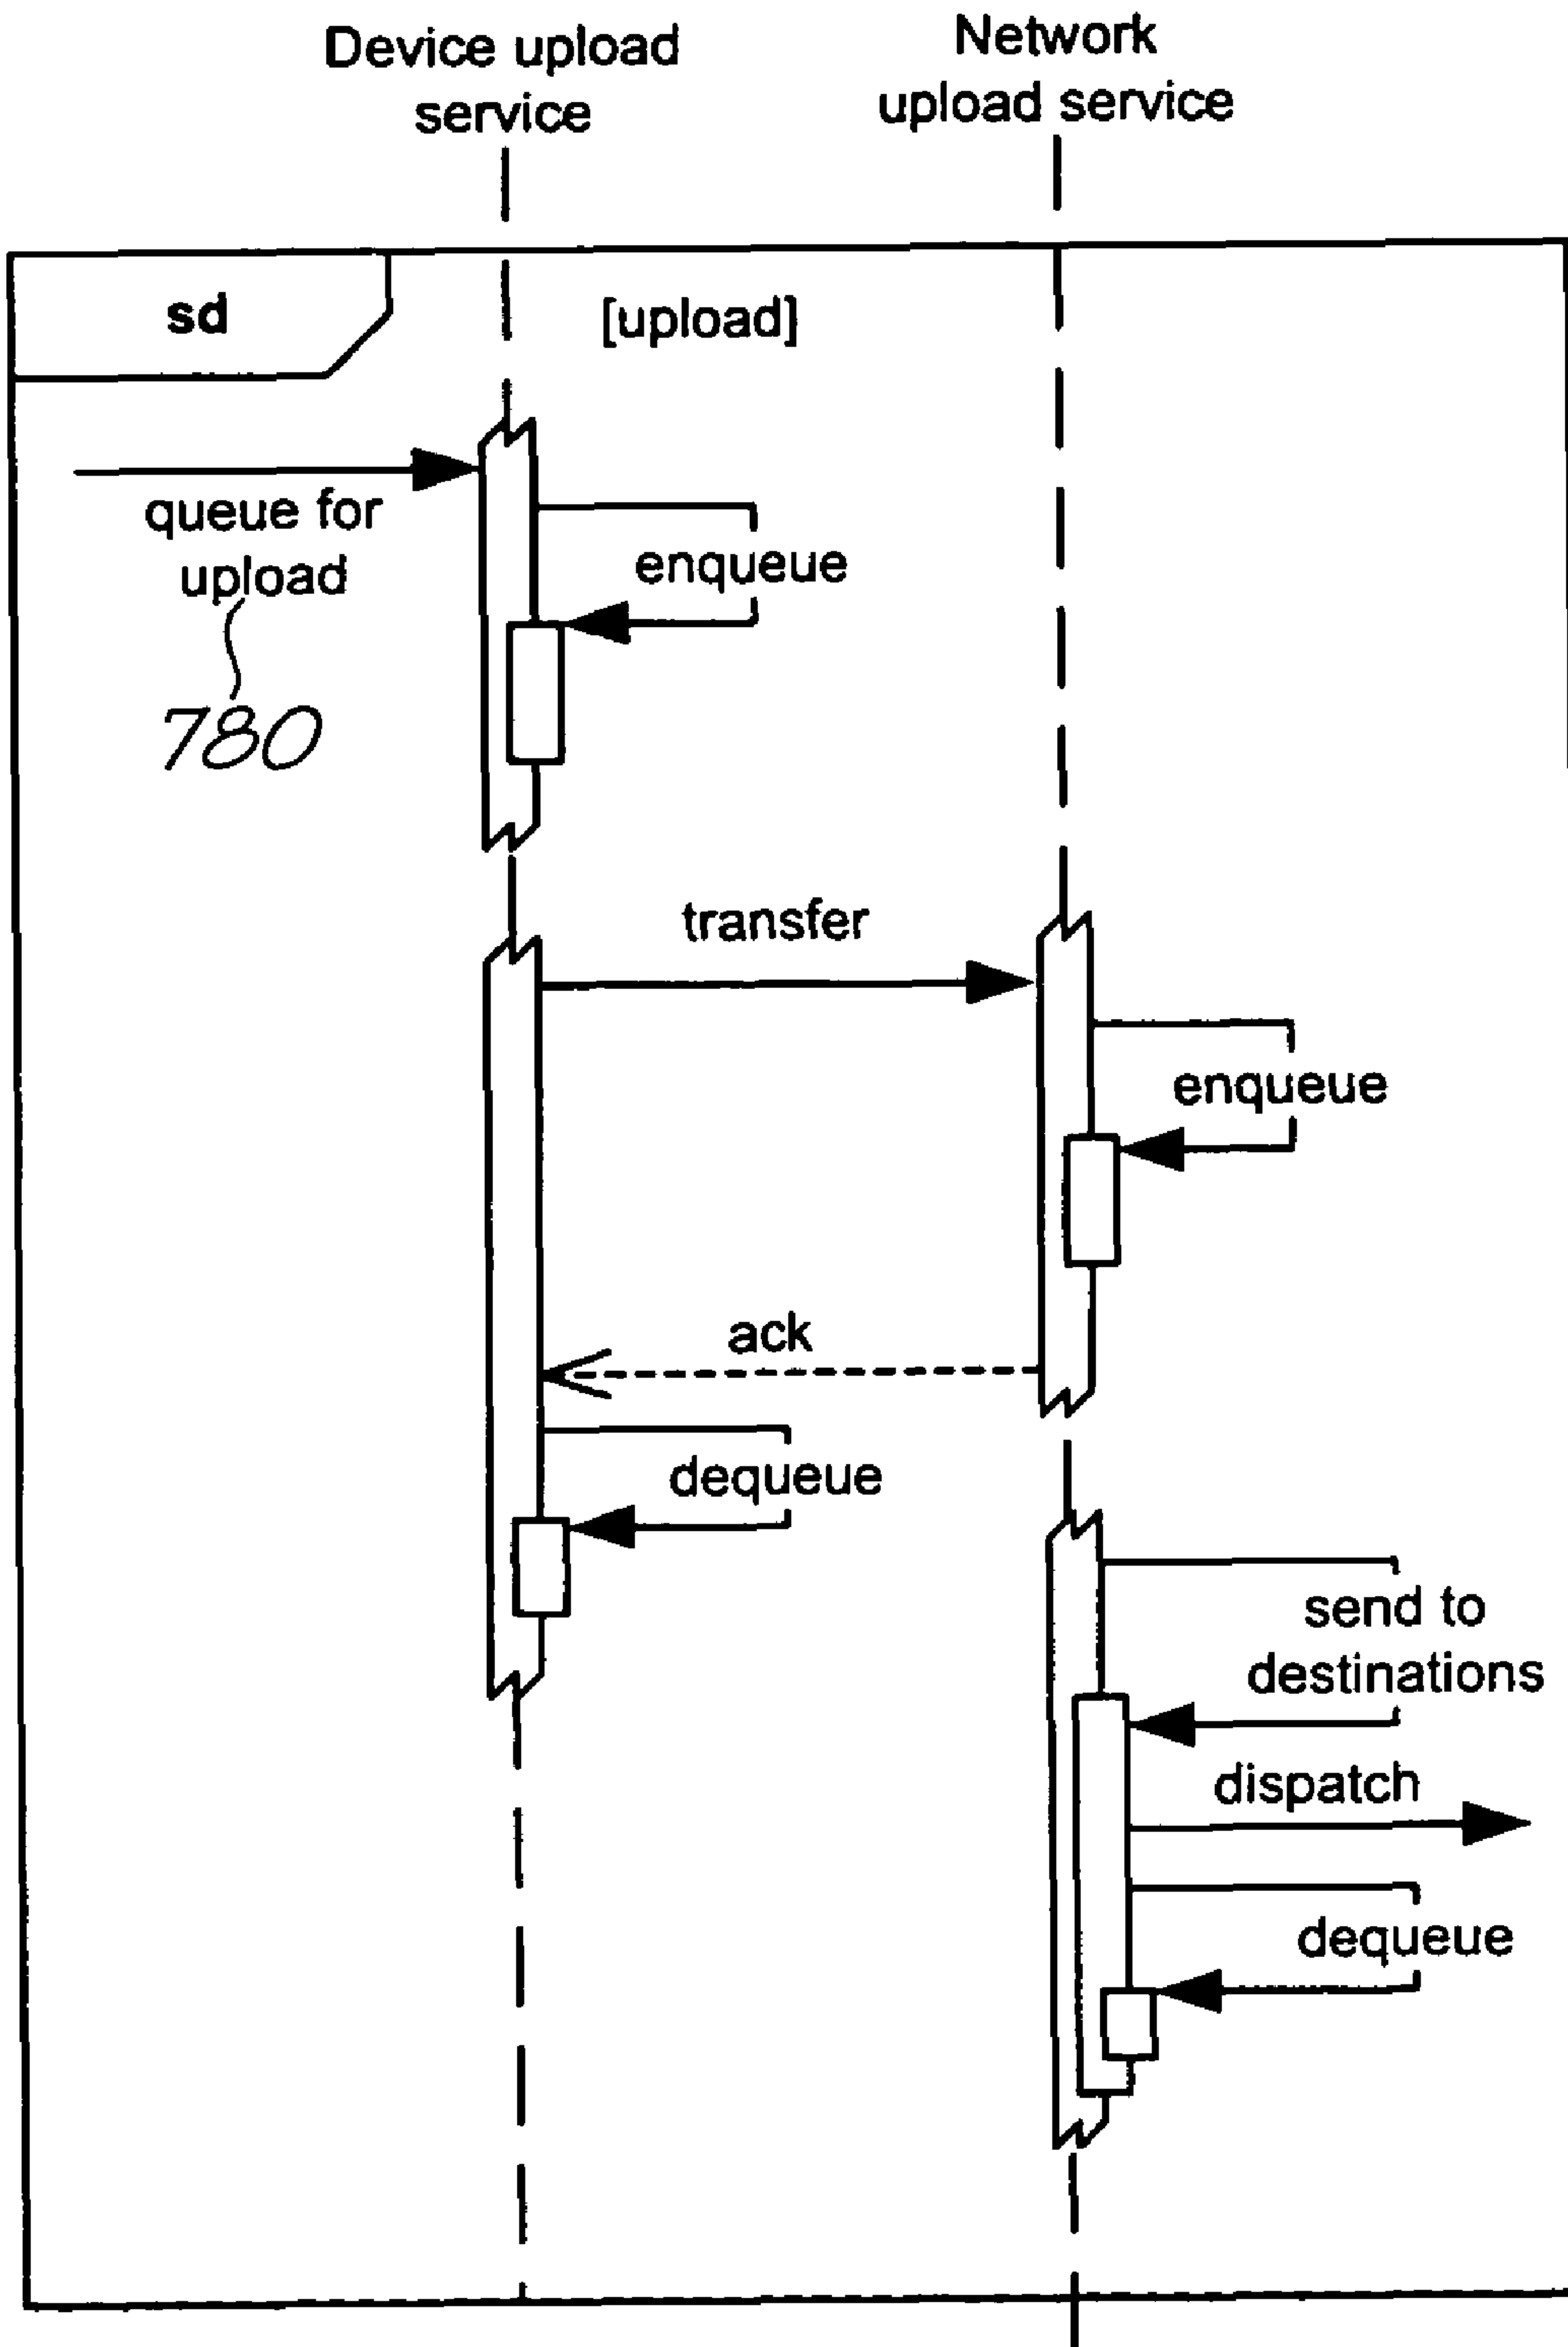 Device upload
service
Network
upload service
sd
[upload]
queue for
upload
780
enqueue
transfer
enqueue
ack
dequeue
send to
destinations
dispatch
dequeue